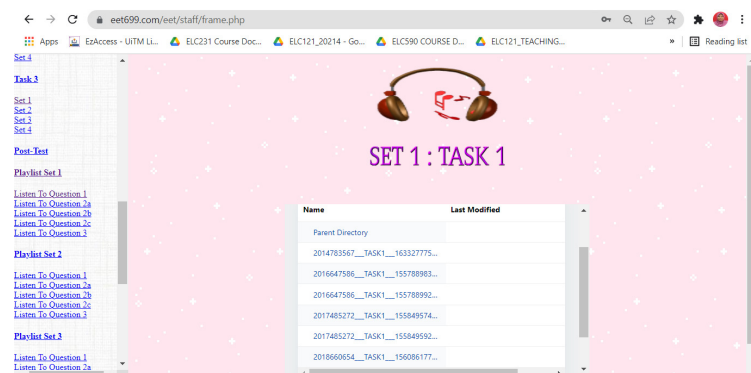 eet699.com/eet/staff/frame.php
Apps
EzAccess - UiTM Li...
ELC231 Course Doc...
ELC121_20214 - Go...
ELC590 COURSE D...
ELC121_TEACHING...
»
Reading list
Set 4
Task 3
Set 1
Set 2
Set 3
Set 4
Post-Test
Playlist Set 1
Listen To Question 1
Listen To Question 2a
Listen To Question 2b
Listen To Question 2c
Listen To Question 3
Playlist Set 2
Listen To Question 1
Listen To Question 2a
Listen To Question 2b
Listen To Question 2c
Listen To Question 3
Playlist Set 3
Listen To Question 1
Listen To Question 2a
SET 1 : TASK 1
Name Last Modified
Parent Directory
2014783567__TASK1__163327775...
2016647586__TASK1__155788983...
2016647586__TASK1__155788992...
2017485272__TASK1__155849574...
2017485272__TASK1__155849592...
2018660654__TASK1__156086177...